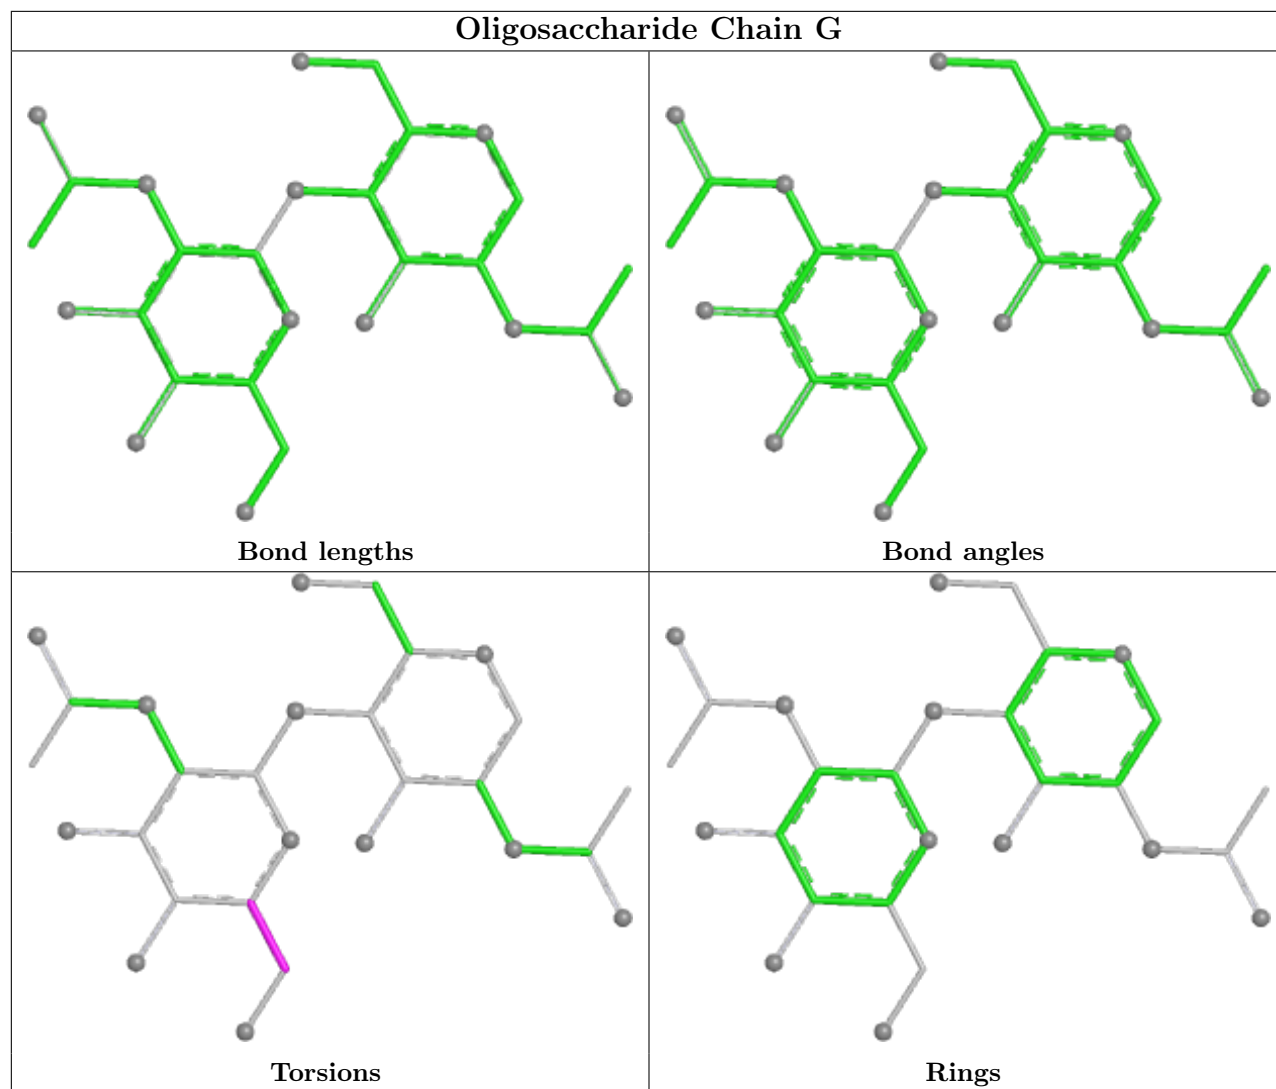 Oligosaccharide Chain G
Bond lengths
Bond angles
Torsions
Rings